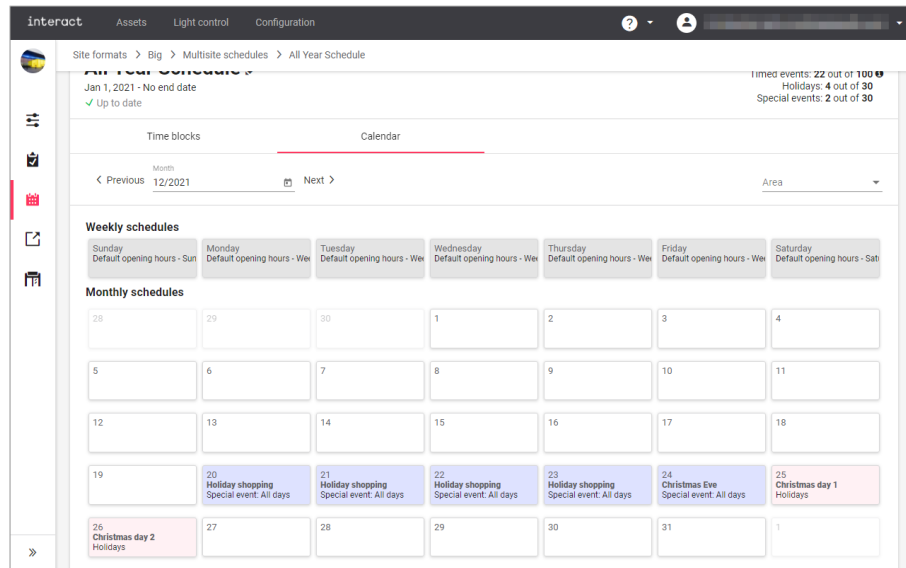 interact Assets Light control Configuration ?
Site formats > Big > Multisite schedules > All Year Schedule
All Year Schedule
Timed events: 22 out of 100
Jan 1, 2021 - No end date
Holidays: 4 out of 30
Up to date
Special events: 2 out of 30
Time blocks Calendar
Month
< Previous 12/2021 Next >
Area
Weekly schedules
Sunday Monday Tuesday Wednesday Thursday Friday Saturday
Default opening hours - Sun Default opening hours - Wee Default opening hours - Wee Default opening hours - Wee Default opening hours - Wee Default opening hours - Wee Default opening hours - Satu
Monthly schedules
28 29 30 1 2 3 4
5 6 7 8 9 10 11
12 13 14 15 16 17 18
19 20 21 22 23 24 25
Holiday shopping Holiday shopping Holiday shopping Holiday shopping Christmas Eve Christmas day 1
Special event: All days Special event: All days Special event: All days Special event: All days Special event: All days Holidays
26 27 28 29 30 31 1
Christmas day 2
Holidays